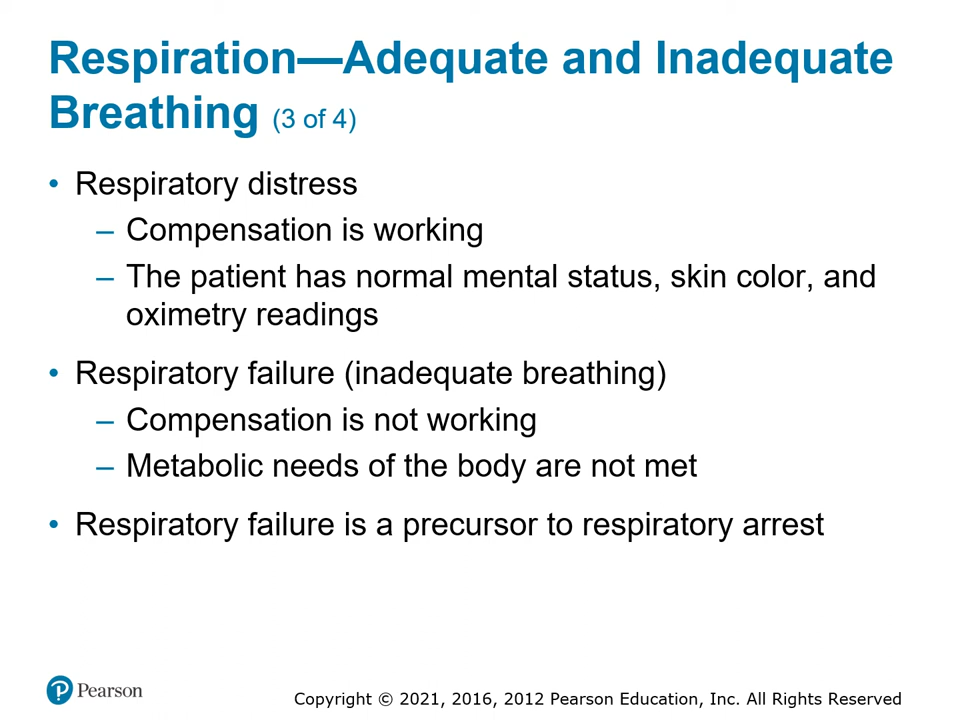 Respiration—Adequate and Inadequate
Breathing (3 of 4)
• Respiratory distress
– Compensation is working
– The patient has normal mental status, skin color, and
oximetry readings
• Respiratory failure (inadequate breathing)
– Compensation is not working
– Metabolic needs of the body are not met
• Respiratory failure is a precursor to respiratory arrest
P Pearson
Copyright © 2021, 2016, 2012 Pearson Education, Inc. All Rights Reserved